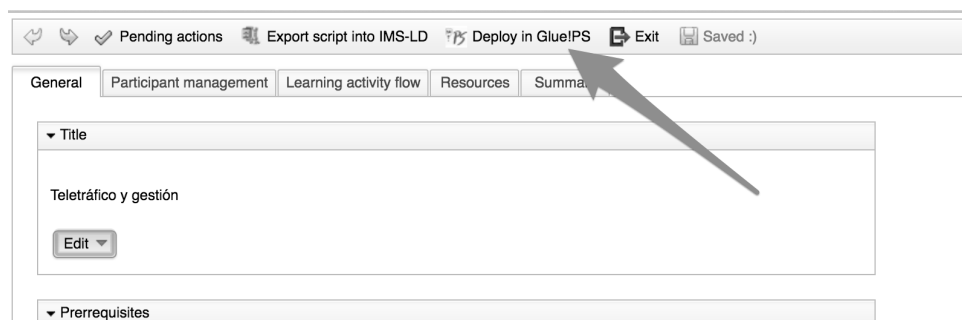 Pending actions Export script into IMS-LD Deploy in Glue!PS Exit Saved :)
General Participant management Learning activity flow Resources
Title
Teletráfico y gestión
Edit
Prerrequisites